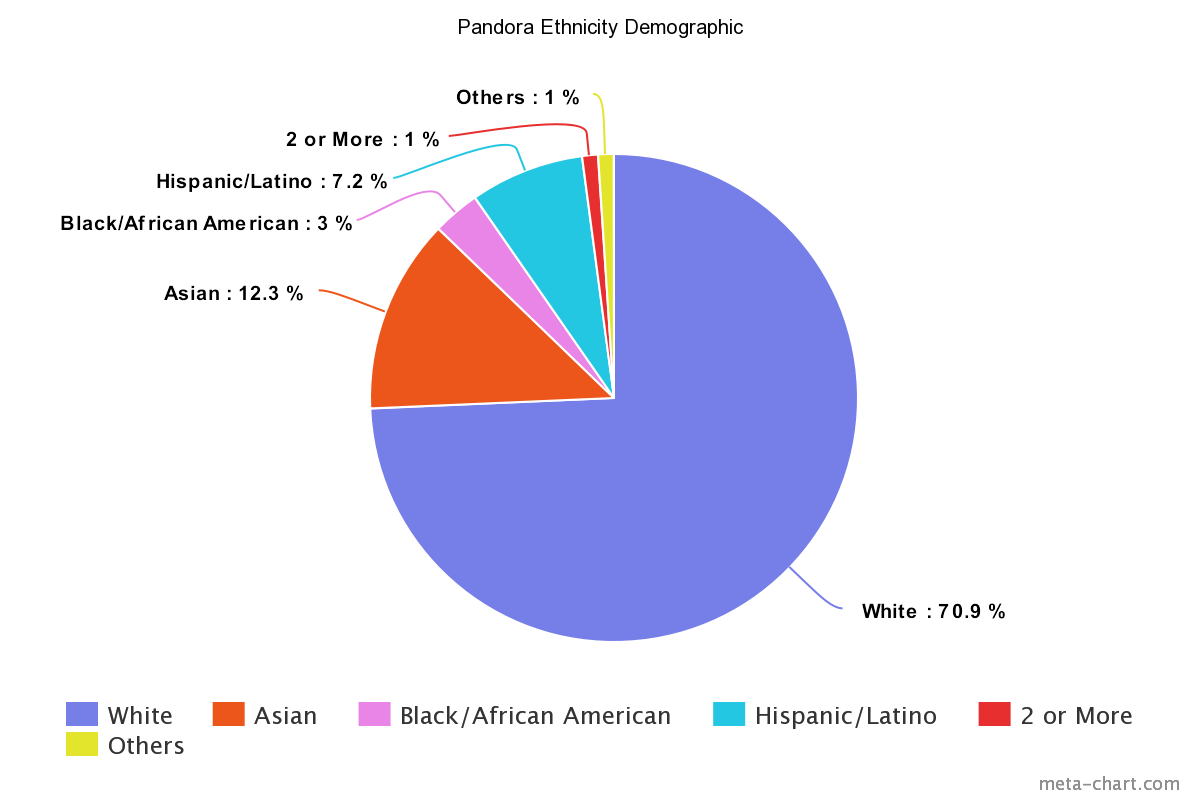 Pandora Ethnicity Demographic
Others : 1 %
2 or More : 1 %
Hispanic/Latino : 7.2 %
Black/African American : 3 %
Asian : 12.3 %
White : 70.9 %
White Asian Black/African American Hispanic/Latino 2 or More
Others
meta-chart.com